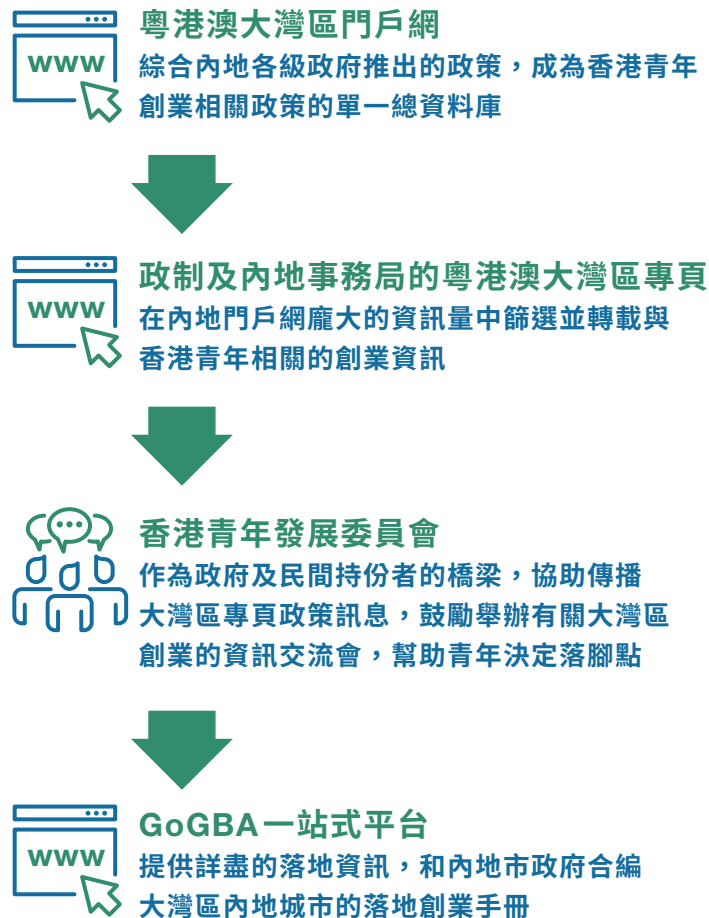 粵港澳大灣區門戶網
www
綜合內地各級政府推出的政策，成為香港青年
創業相關政策的單一總資料庫
政制及內地事務局的粵港澳大灣區專頁
www
在內地門戶網龐大的資訊量中篩選並轉載與
香港青年相關的創業資訊
香港青年發展委員會
作為政府及民間持份者的橋梁，協助傳播
大灣區專頁政策訊息，鼓勵舉辦有關大灣區
創業的資訊交流會，幫助青年決定落腳點
GoGBA一站式平台
www
提供詳盡的落地資訊，和內地市政府合編
大灣區內地城市的落地創業手冊